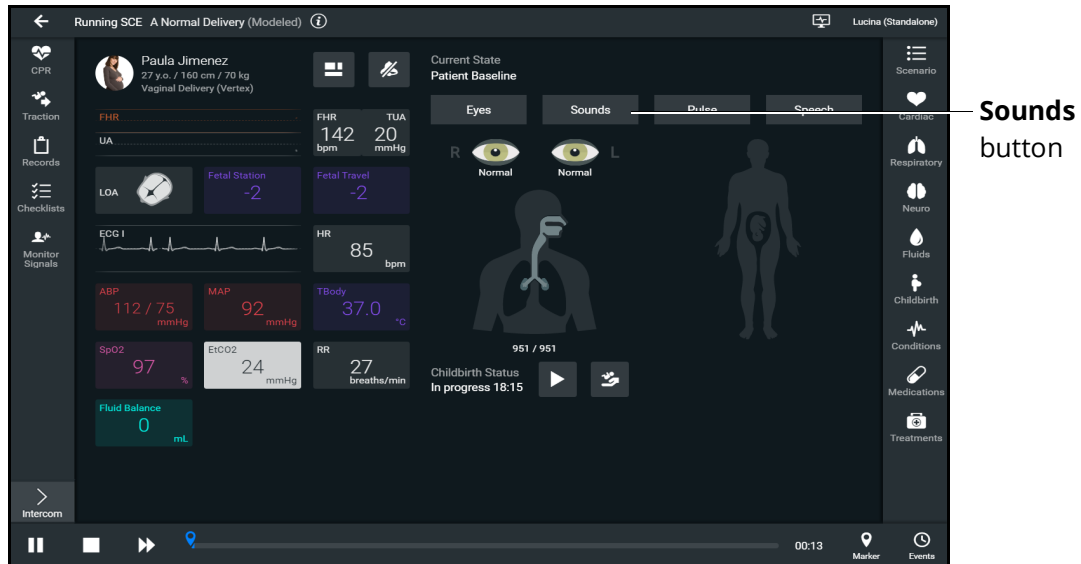 Running SCE A Normal Delivery (Modeled) i
Lucina (Standalone)
CPR
Traction
Records
Checklists
Monitor
Signals
Intercom
Paula Jimenez
27 y.o. / 160 cm / 70 kg
Vaginal Delivery (Vertex)
FHR
UA
FHR
142
bpm
TUA
20
mmHg
LOA
Fetal Station
-2
Fetal Travel
-2
ECG I
HR
85
bpm
ABP
112 / 75
mmHg
MAP
92
mmHg
TBody
37.0
°C
SpO2
97
%
EtCO2
24
mmHg
RR
27
breaths/min
Fluid Balance
0
mL
Current State
Patient Baseline
Eyes
Sounds
Pulse
Speech
R
L
Normal
Normal
951 / 951
Childbirth Status
In progress 18:15
Scenario
Cardiac
Respiratory
Neuro
Fluids
Childbirth
Conditions
Medications
Treatments
Sounds
button
00:13
Marker
Events